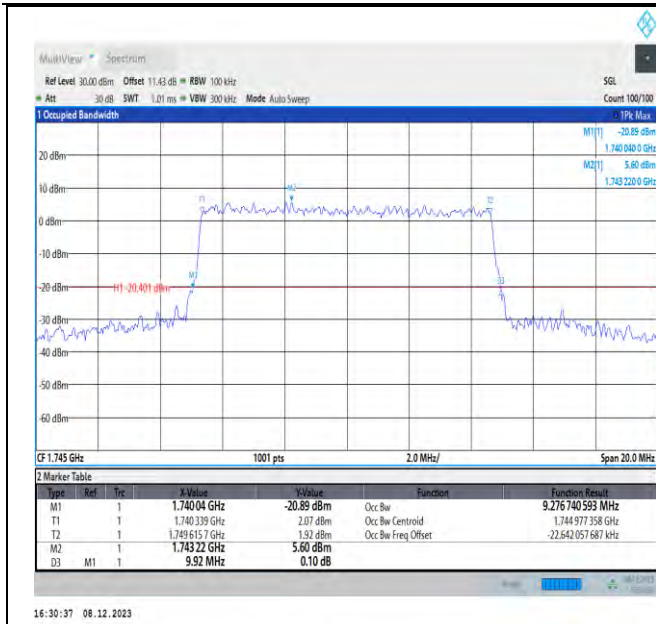 MultiView Spectrum
Ref Level 30.00 dBm Offset 11.43 dB RBW 100 kHz SGL
Att 30 dB SWT 1.01 ms VBW 300 kHz Mode Auto Sweep Count 100/100
1 Occupied Bandwidth 1Pk Max
M1[1] -20.89 dBm
1.740 040 0 GHz
M2[1] 5.60 dBm
1.743 220 0 GHz
20 dBm
10 dBm
T1 M2 T2
0 dBm
-10 dBm
M1 D3
-20 dBm H1 -20.401 dBm
-30 dBm
-40 dBm
-50 dBm
-60 dBm
CF 1.745 GHz 1001 pts 2.0 MHz/ Span 20.0 MHz
2 Marker Table
Type Ref Trc X-Value Y-Value Function Function Result
M1 1 1.740 04 GHz -20.89 dBm Occ Bw 9.276 740 593 MHz
T1 1 1.740 339 GHz 2.07 dBm Occ Bw Centroid 1.744 977 358 GHz
T2 1 1.749 615 7 GHz 1.92 dBm Occ Bw Freq Offset -22.642 057 687 kHz
M2 1 1.743 22 GHz 5.60 dBm
D3 M1 1 9.92 MHz 0.10 dB
16:30:37 08.12.2023